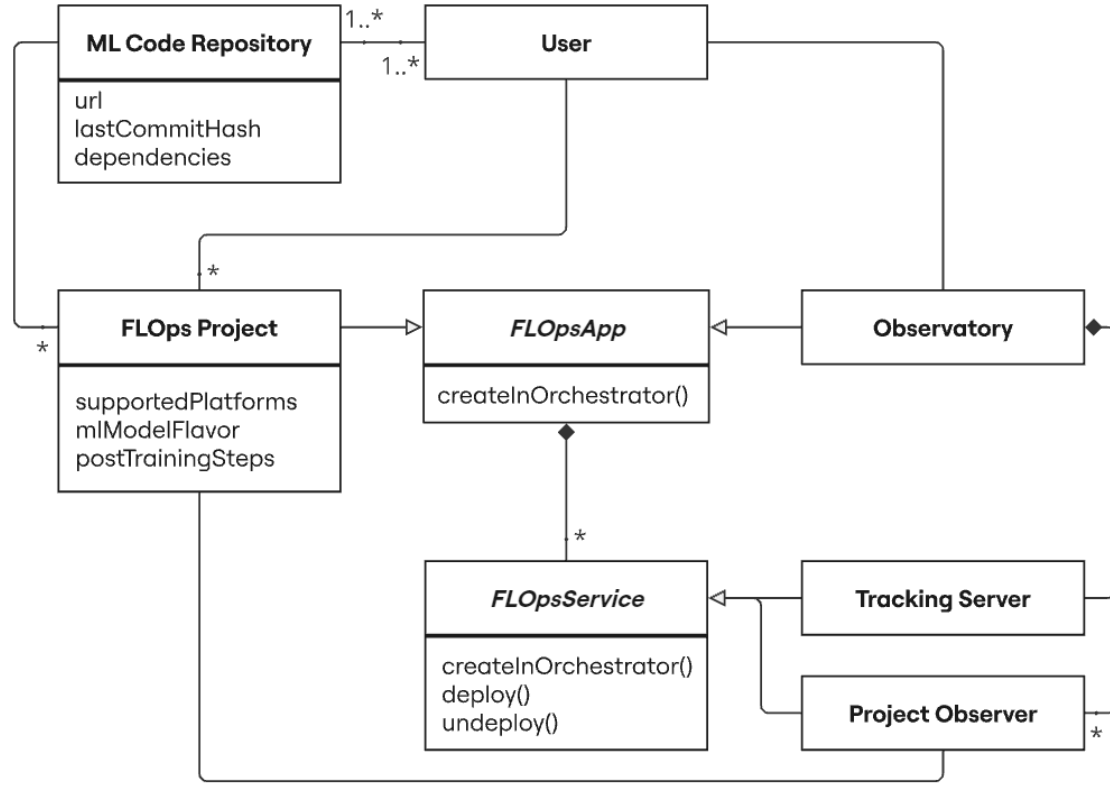 ML Code Repository
url
lastCommitHash
dependencies
1..*
1..*
User
*
*
FLOps Project
supportedPlatforms
mlModelFlavor
postTrainingSteps
FLOpsApp
createInOrchestrator()
Observatory
*
FLOpsService
createInOrchestrator()
deploy()
undeploy()
Tracking Server
Project Observer
*